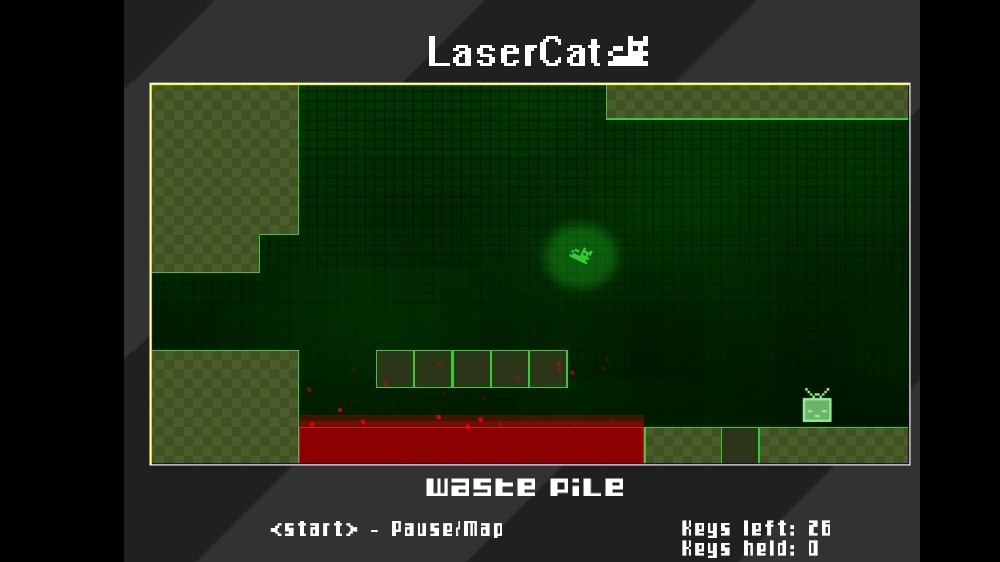 LaserCat
Waste Pile
<start> - Pause/Map
Keys left: 26
Keys held: 0